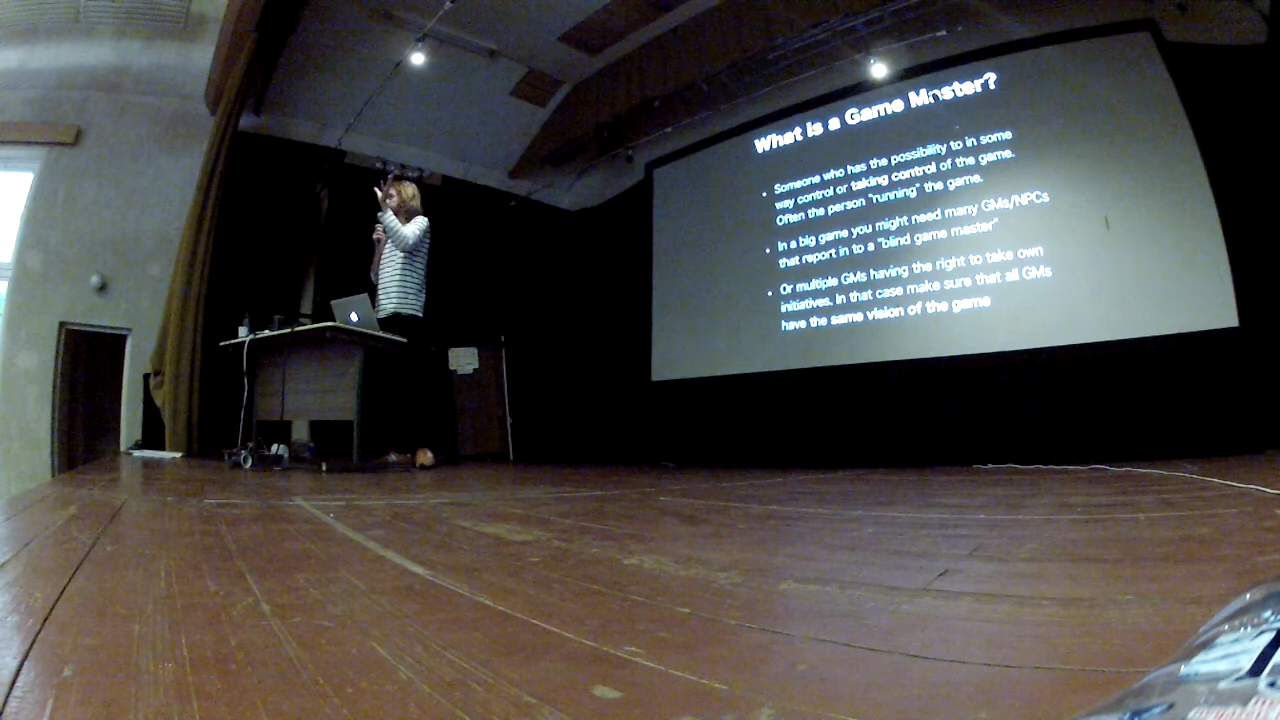 What is a Game Master?
• Someone who has the possibility to in some
way control or taking control of the game.
Often the person "running" the game.
• In a big game you might need many GMs/NPCs
that report in to a "blind game master"
• Or multiple GMs having the right to take own
initiatives. In that case make sure that all GMs
have the same vision of the game